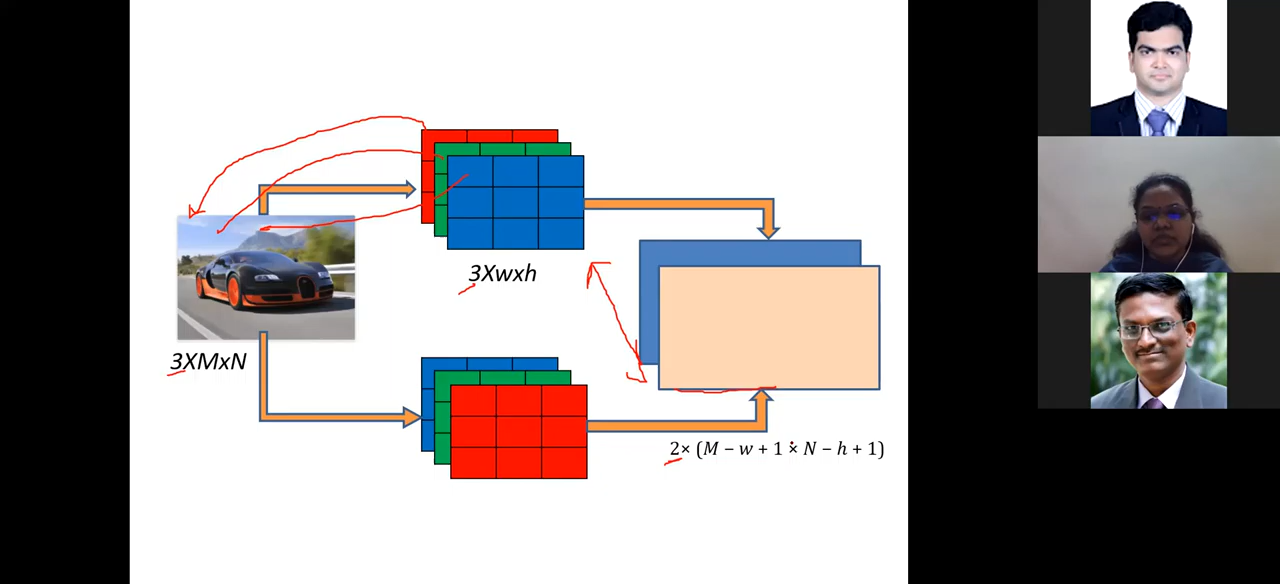 3Xwxh
3XMxN
2× (M − w + 1 × N − h + 1)